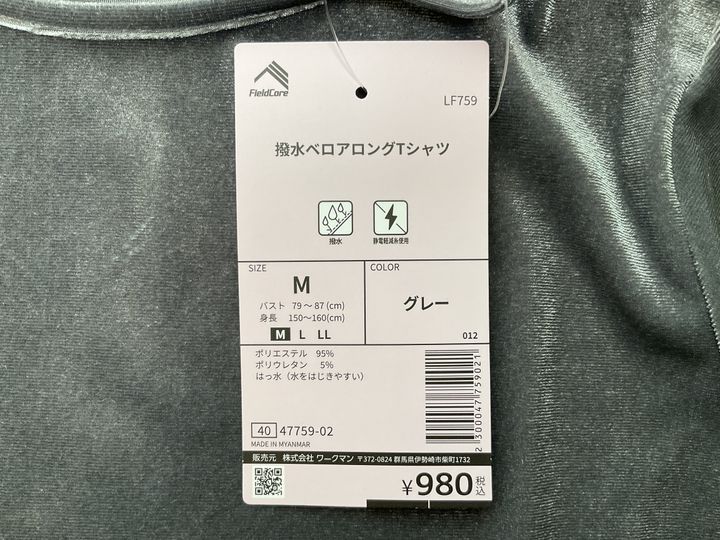 FieldCore
LF759
撥水ベロアロングTシャツ
撥水
静電軽減糸使用
SIZE
M
バスト 79～87(cm)
身長 150～160(cm)
M L LL
COLOR
グレー
012
ポリエステル 95%
ポリウレタン 5%
はっ水（水をはじきやすい）
2300047759021
40 47759-02
MADE IN MYANMAR
販売元 株式会社 ワークマン 〒372-0824 群馬県伊勢崎市柴町1732
¥980税込